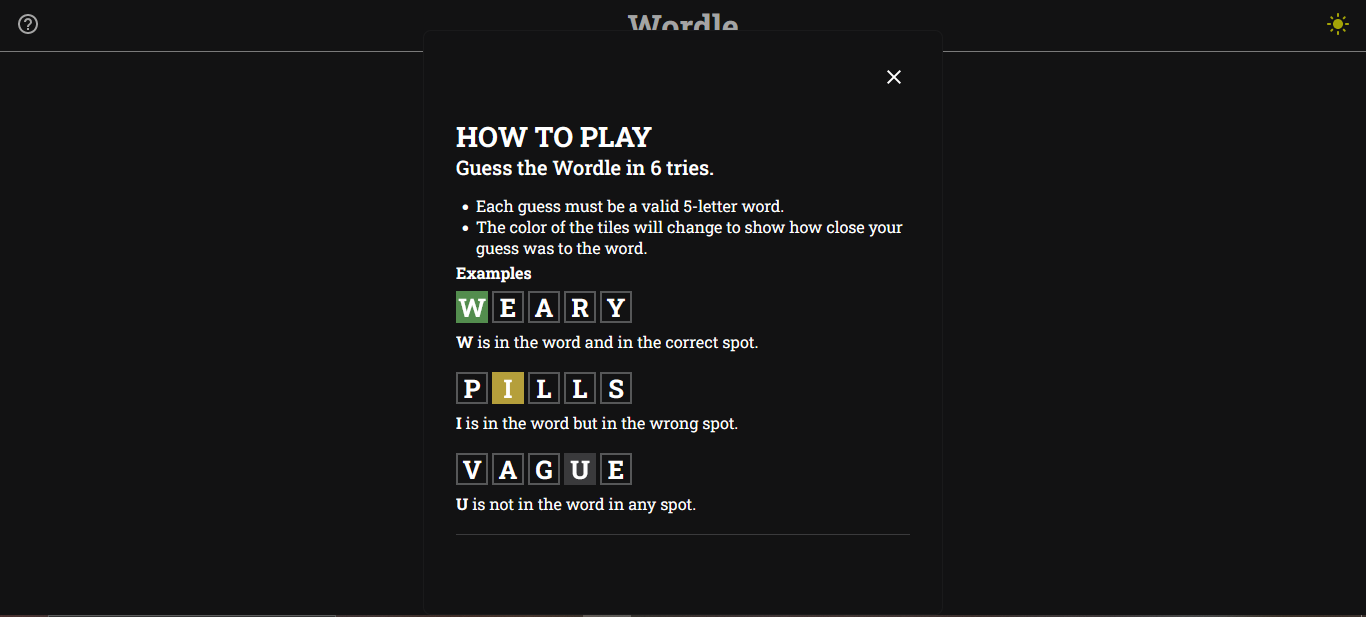 Wordle
HOW TO PLAY
Guess the Wordle in 6 tries.
Each guess must be a valid 5-letter word.
The color of the tiles will change to show how close your
guess was to the word.
Examples
W E A R Y
W is in the word and in the correct spot.
P I L L S
I is in the word but in the wrong spot.
V A G U E
U is not in the word in any spot.